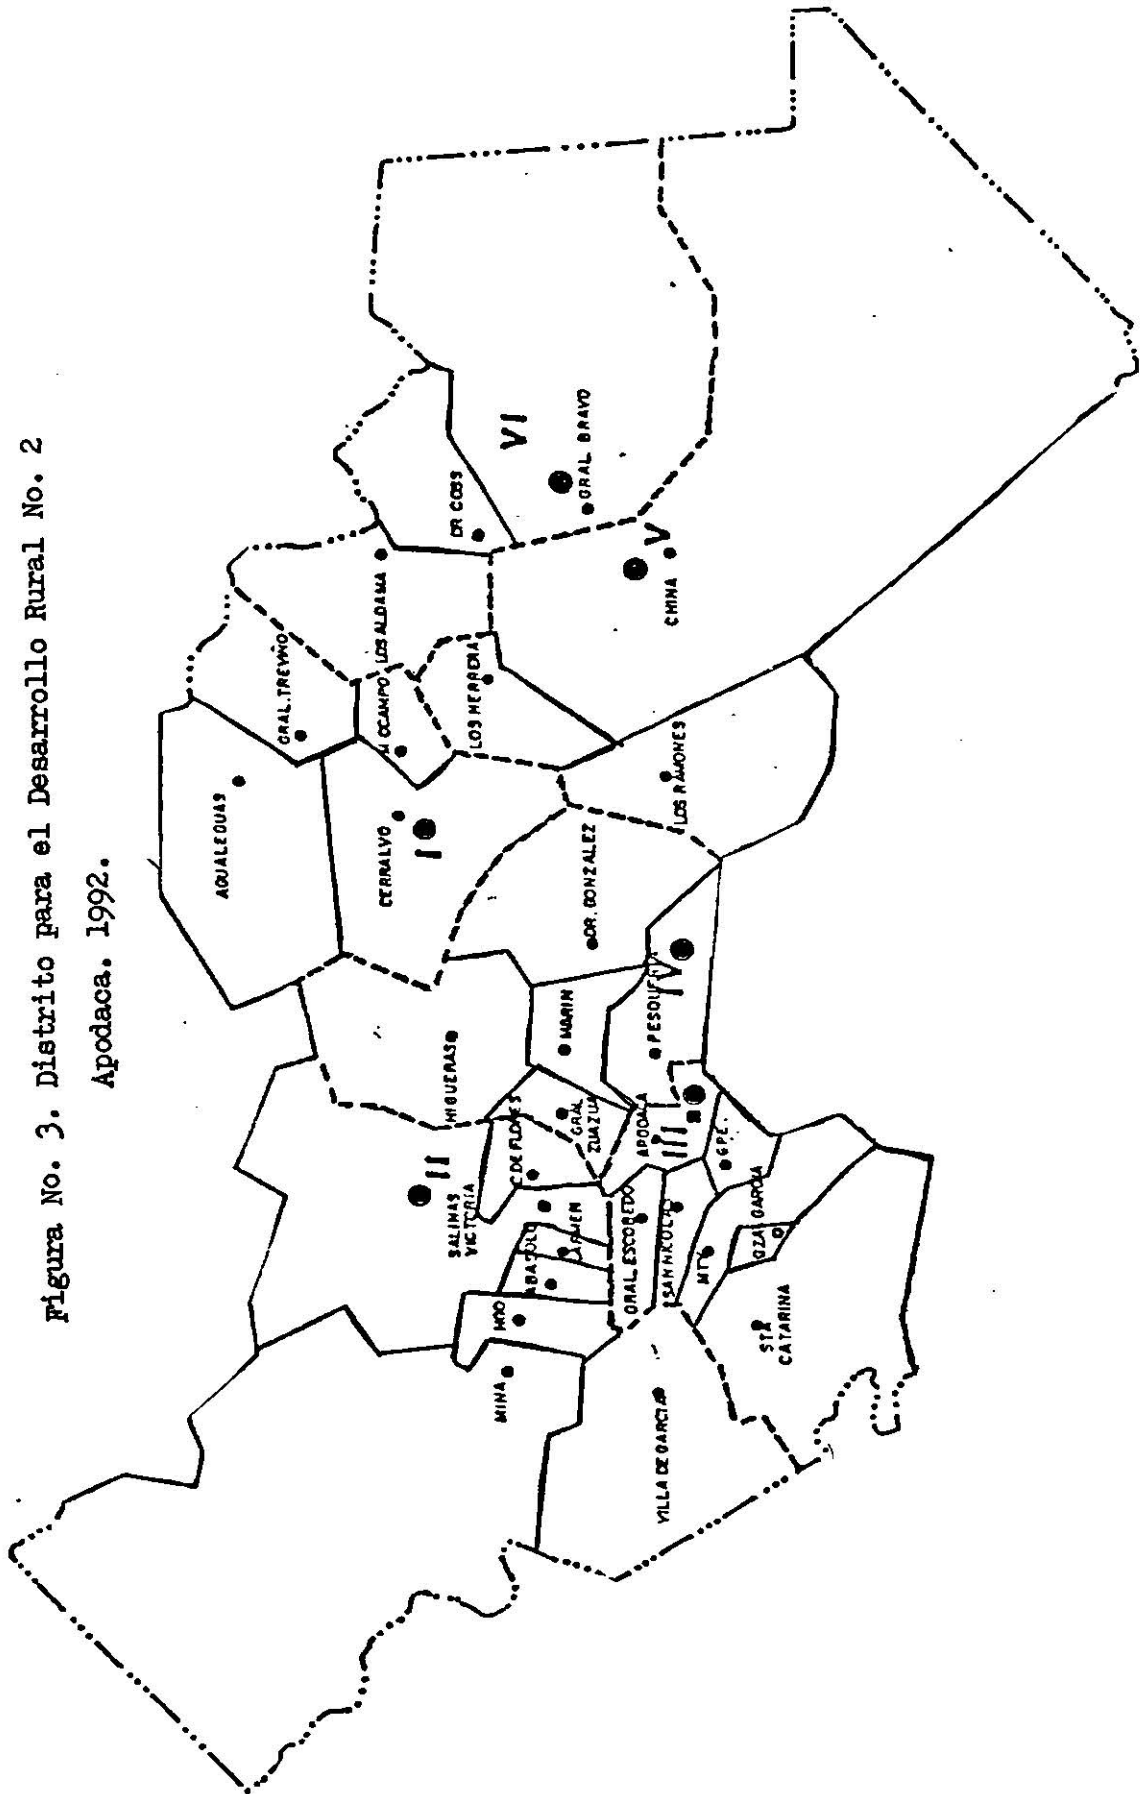 Figura No. 3. Distrito para el Desarrollo Rural No. 2
Apodaca. 1992.
AGUALEGUAS
GRAL. TREVIÑO
CERRALVO
I
M OCAMPO
LOS ALDAMA
DR COSS
LOS HERRERA
VI
GRAL. BRAVO
V
CHINA
LOS RAMONES
DR. GONZALEZ
HIGUERAS
MARIN
PESQUERIA
IV
II
SALINAS
VICTORIA
C. DE FLORES
GRAL
ZUAZUA
APODACA
III
GPE.
ABASOLO
CARMEN
GRAL. ESCOBEDO
SAN NICOLAS
MTY
GZA. GARCIA
HGO
MINA
VILLA DE GARCIA
STA
CATARINA